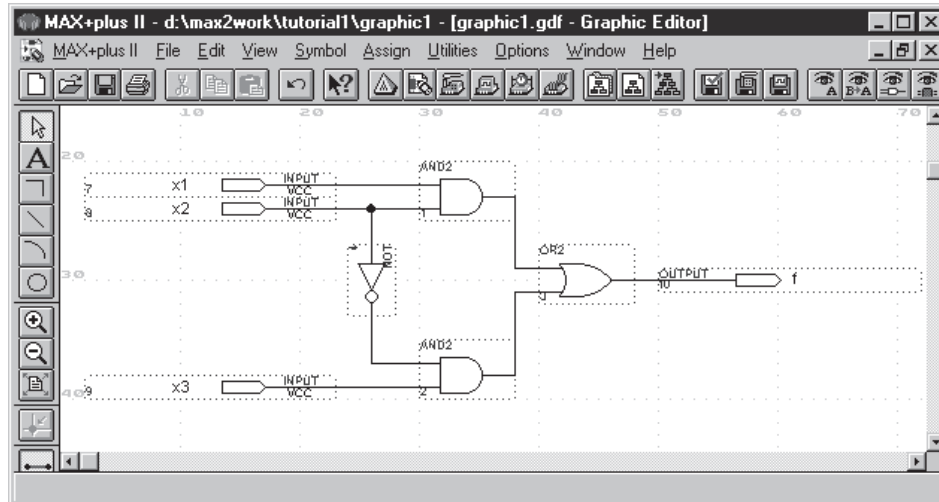 MAX+plus II - d:\max2work\tutorial1\graphic1 - [graphic1.gdf - Graphic Editor]
MAX+plus II File Edit View Symbol Assign Utilities Options Window Help
A B+A
10 20 30 40 50 60 70
A
20
AND2
7 x1 INPUT VCC
8 x2 INPUT VCC 1
NOT
OR2
30
OUTPUT
3 10 f
AND2
9 x3 INPUT VCC 2
40